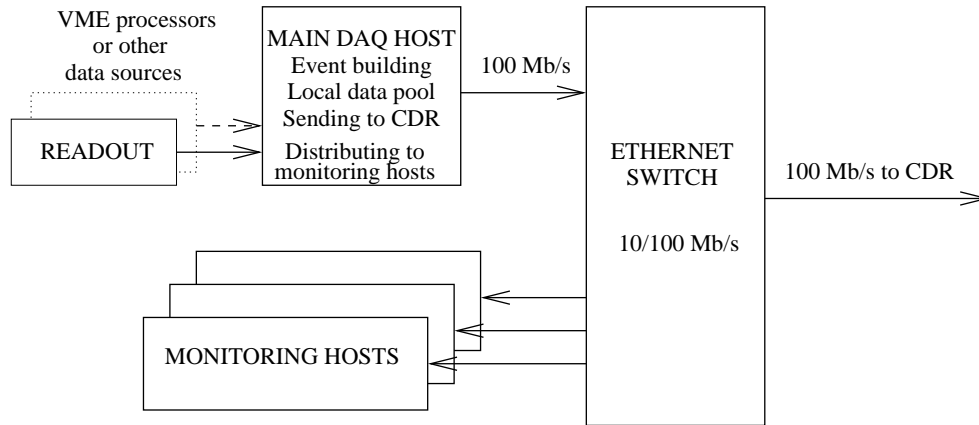 VME processors
or other
data sources
READOUT
MAIN DAQ HOST
Event building
Local data pool
Sending to CDR
Distributing to
monitoring hosts
100 Mb/s
ETHERNET
SWITCH
10/100 Mb/s
100 Mb/s to CDR
MONITORING HOSTS